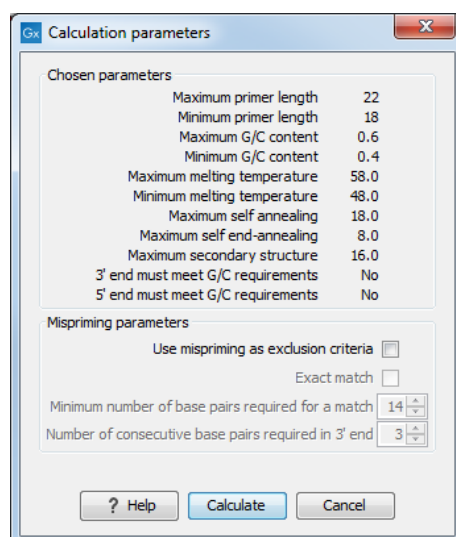 Gx Calculation parameters
Chosen parameters
Maximum primer length 22
Minimum primer length 18
Maximum G/C content 0.6
Minimum G/C content 0.4
Maximum melting temperature 58.0
Minimum melting temperature 48.0
Maximum self annealing 18.0
Maximum self end-annealing 8.0
Maximum secondary structure 16.0
3' end must meet G/C requirements No
5' end must meet G/C requirements No
Mispriming parameters
Use mispriming as exclusion criteria
Exact match
Minimum number of base pairs required for a match 14
Number of consecutive base pairs required in 3' end 3
? Help Calculate Cancel